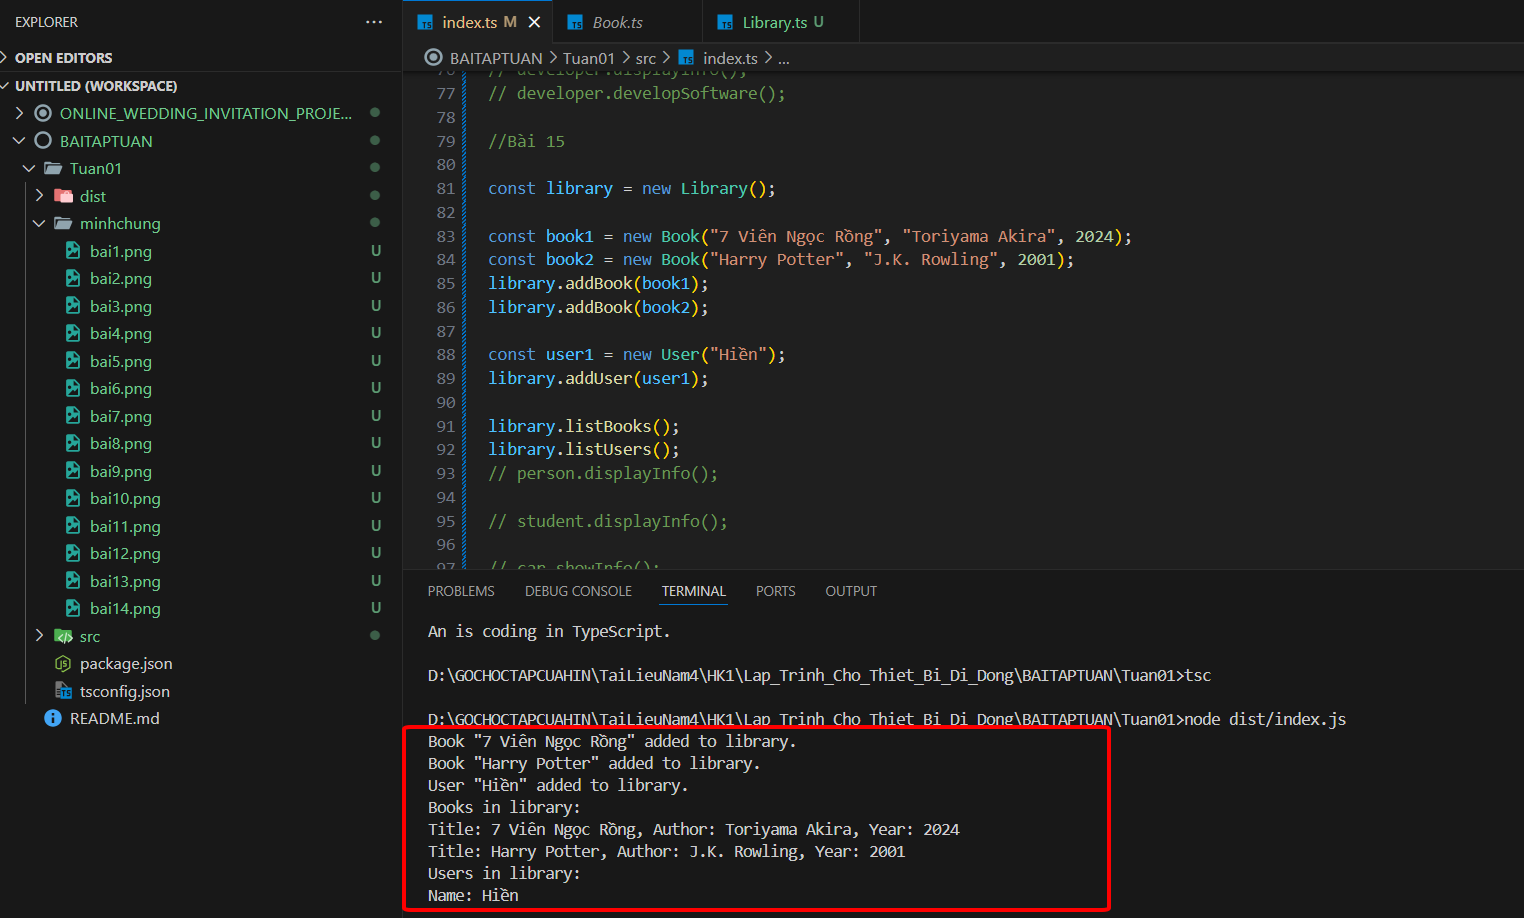 EXPLORER
OPEN EDITORS
UNTITLED (WORKSPACE)
ONLINE_WEDDING_INVITATION_PROJE...
BAITAPTUAN
Tuan01
dist
minhchung
bai1.png U
bai2.png U
bai3.png U
bai4.png U
bai5.png U
bai6.png U
bai7.png U
bai8.png U
bai9.png U
bai10.png U
bai11.png U
bai12.png U
bai13.png U
bai14.png U
src
package.json
tsconfig.json
README.md
index.ts M
Book.ts
Library.ts U
BAITAPTUAN > Tuan01 > src > index.ts > ...
76 // developer.displayInfo();
77 // developer.developSoftware();
78
79 //Bài 15
80
81 const library = new Library();
82
83 const book1 = new Book("7 Viên Ngọc Rồng", "Toriyama Akira", 2024);
84 const book2 = new Book("Harry Potter", "J.K. Rowling", 2001);
85 library.addBook(book1);
86 library.addBook(book2);
87
88 const user1 = new User("Hiền");
89 library.addUser(user1);
90
91 library.listBooks();
92 library.listUsers();
93 // person.displayInfo();
94
95 // student.displayInfo();
96
97 // car.showInfo();
PROBLEMS DEBUG CONSOLE TERMINAL PORTS OUTPUT
An is coding in TypeScript.
D:\GOCHOCTAPCUAHIN\TaiLieuNam4\HK1\Lap_Trinh_Cho_Thiet_Bi_Di_Dong\BAITAPTUAN\Tuan01>tsc
D:\GOCHOCTAPCUAHIN\TaiLieuNam4\HK1\Lap_Trinh_Cho_Thiet_Bi_Di_Dong\BAITAPTUAN\Tuan01>node dist/index.js
Book "7 Viên Ngọc Rồng" added to library.
Book "Harry Potter" added to library.
User "Hiền" added to library.
Books in library:
Title: 7 Viên Ngọc Rồng, Author: Toriyama Akira, Year: 2024
Title: Harry Potter, Author: J.K. Rowling, Year: 2001
Users in library:
Name: Hiền